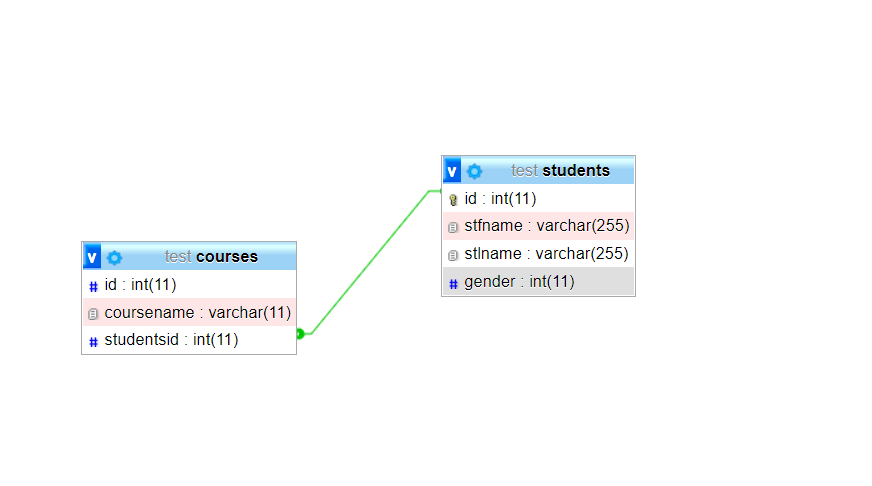 v test students
id : int(11)
stfname : varchar(255)
stlname : varchar(255)
gender : int(11)
v test courses
id : int(11)
coursename : varchar(11)
studentsid : int(11)